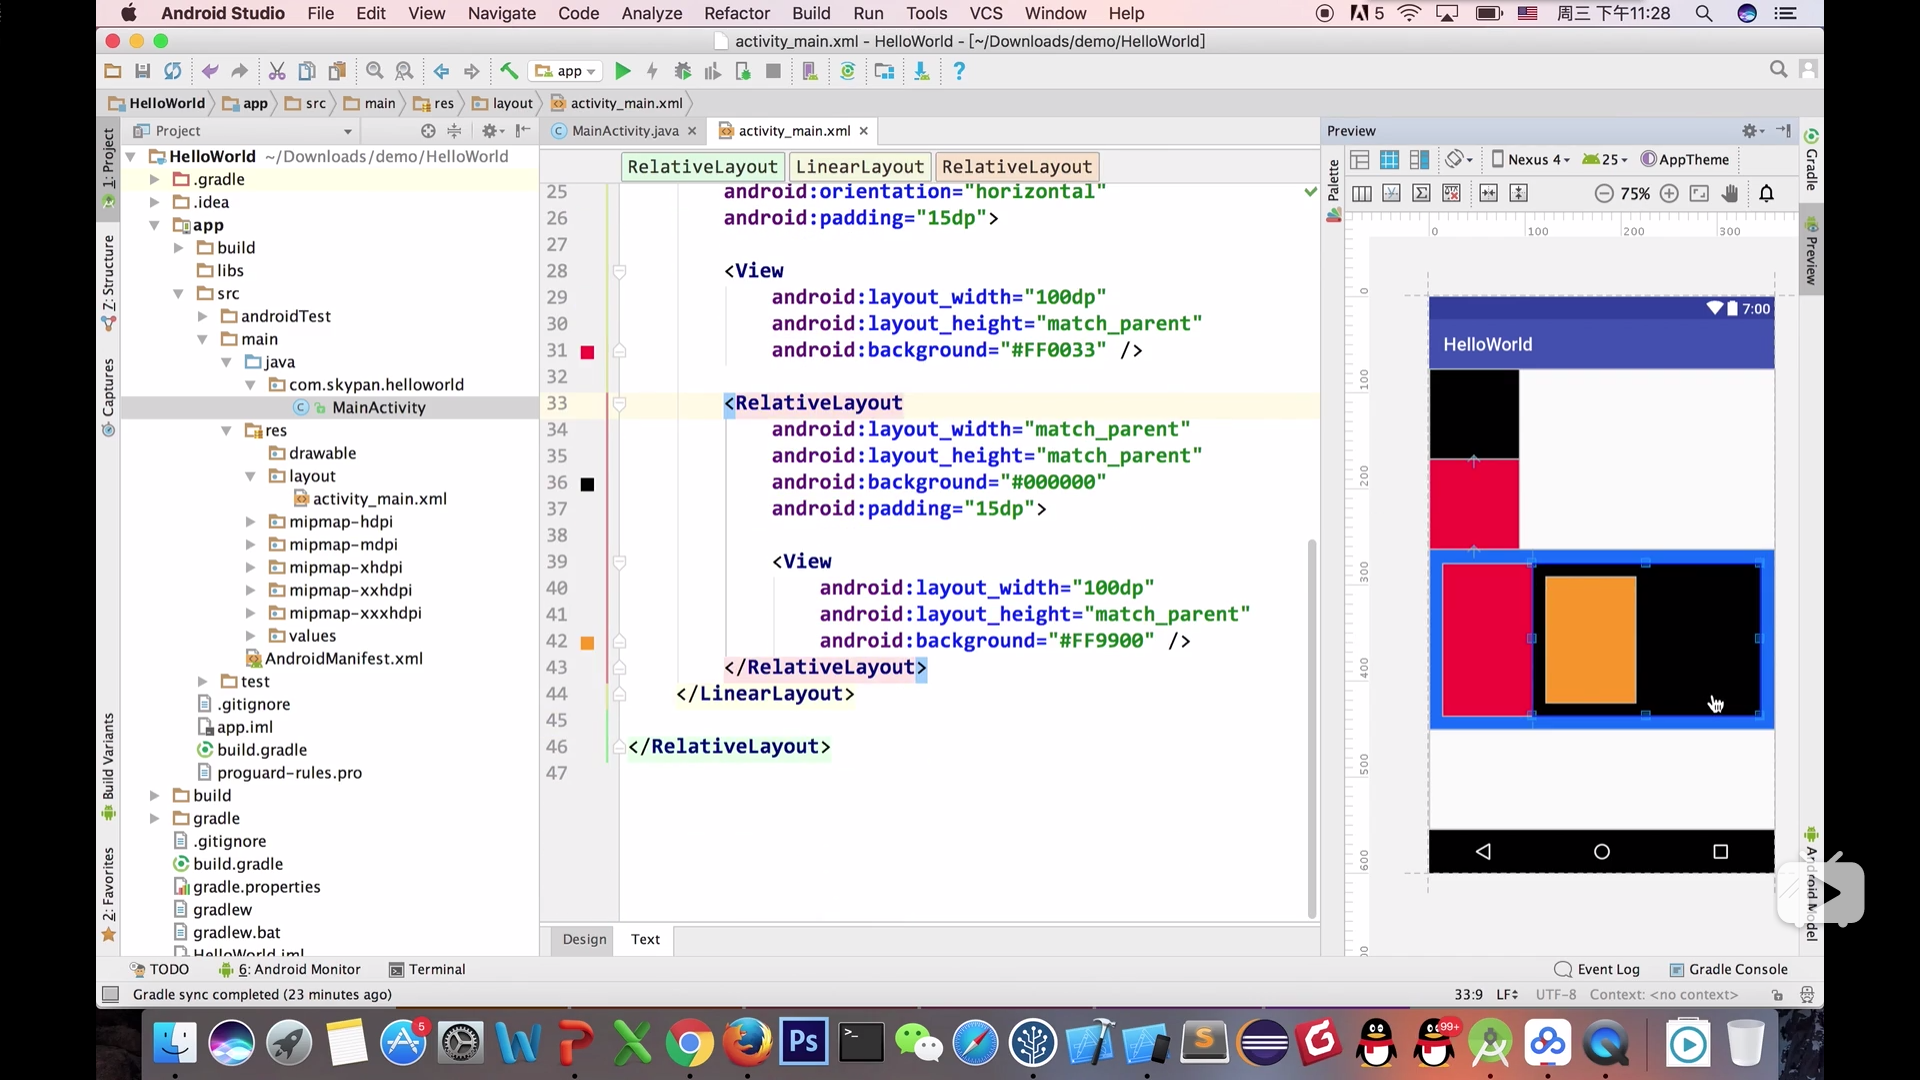 Android Studio File Edit View Navigate Code Analyze Refactor Build Run Tools VCS Window Help 5 周三 下午11:28
activity_main.xml - HelloWorld - [~/Downloads/demo/HelloWorld]
app
HelloWorld app src main res layout activity_main.xml
Project
MainActivity.java activity_main.xml
Preview
HelloWorld ~/Downloads/demo/HelloWorld
.gradle
.idea
app
build
libs
src
androidTest
main
java
com.skypan.helloworld
MainActivity
res
drawable
layout
activity_main.xml
mipmap-hdpi
mipmap-mdpi
mipmap-xhdpi
mipmap-xxhdpi
mipmap-xxxhdpi
values
AndroidManifest.xml
test
.gitignore
app.iml
build.gradle
proguard-rules.pro
build
gradle
.gitignore
build.gradle
gradle.properties
gradlew
gradlew.bat
HelloWorld.iml
1: Project
7: Structure
Captures
Build Variants
2: Favorites
RelativeLayout LinearLayout RelativeLayout
25 android:orientation="horizontal"
26 android:padding="15dp">
27
28 <View
29 android:layout_width="100dp"
30 android:layout_height="match_parent"
31 android:background="#FF0033" />
32
33 <RelativeLayout
34 android:layout_width="match_parent"
35 android:layout_height="match_parent"
36 android:background="#000000"
37 android:padding="15dp">
38
39 <View
40 android:layout_width="100dp"
41 android:layout_height="match_parent"
42 android:background="#FF9900" />
43 </RelativeLayout>
44 </LinearLayout>
45
46 </RelativeLayout>
47
Design Text
Palette
Nexus 4 25 AppTheme
75%
0 100 200 300
0
100
200
300
400
500
600
7:00
HelloWorld
Gradle
Preview
Android Model
TODO 6: Android Monitor Terminal Event Log Gradle Console
Gradle sync completed (23 minutes ago) 33:9 LF UTF-8 Context: <no context>
5
Ps
99+